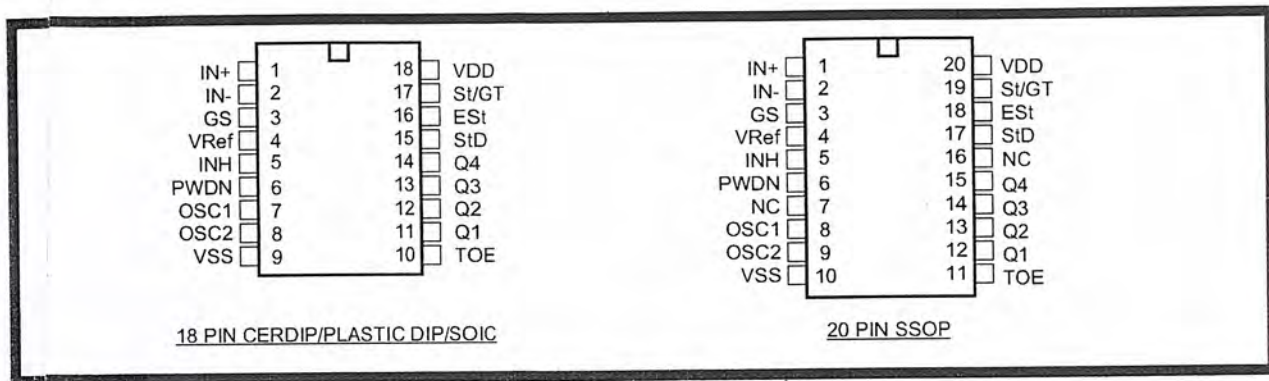 IN+ 1 18 VDD
IN- 2 17 St/GT
GS 3 16 ESt
VRef 4 15 StD
INH 5 14 Q4
PWDN 6 13 Q3
OSC1 7 12 Q2
OSC2 8 11 Q1
VSS 9 10 TOE
18 PIN CERDIP/PLASTIC DIP/SOIC
IN+ 1 20 VDD
IN- 2 19 St/GT
GS 3 18 ESt
VRef 4 17 StD
INH 5 16 NC
PWDN 6 15 Q4
NC 7 14 Q3
OSC1 8 13 Q2
OSC2 9 12 Q1
VSS 10 11 TOE
20 PIN SSOP